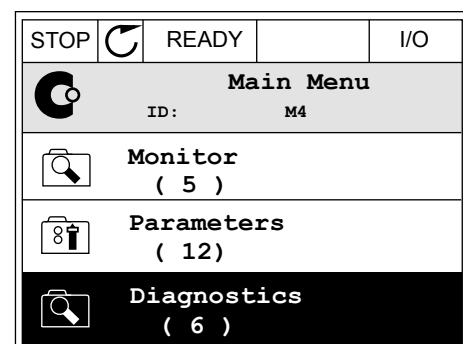 STOP READY I/O
Main Menu
ID: M4
Monitor
( 5 )
Parameters
( 12)
Diagnostics
( 6 )